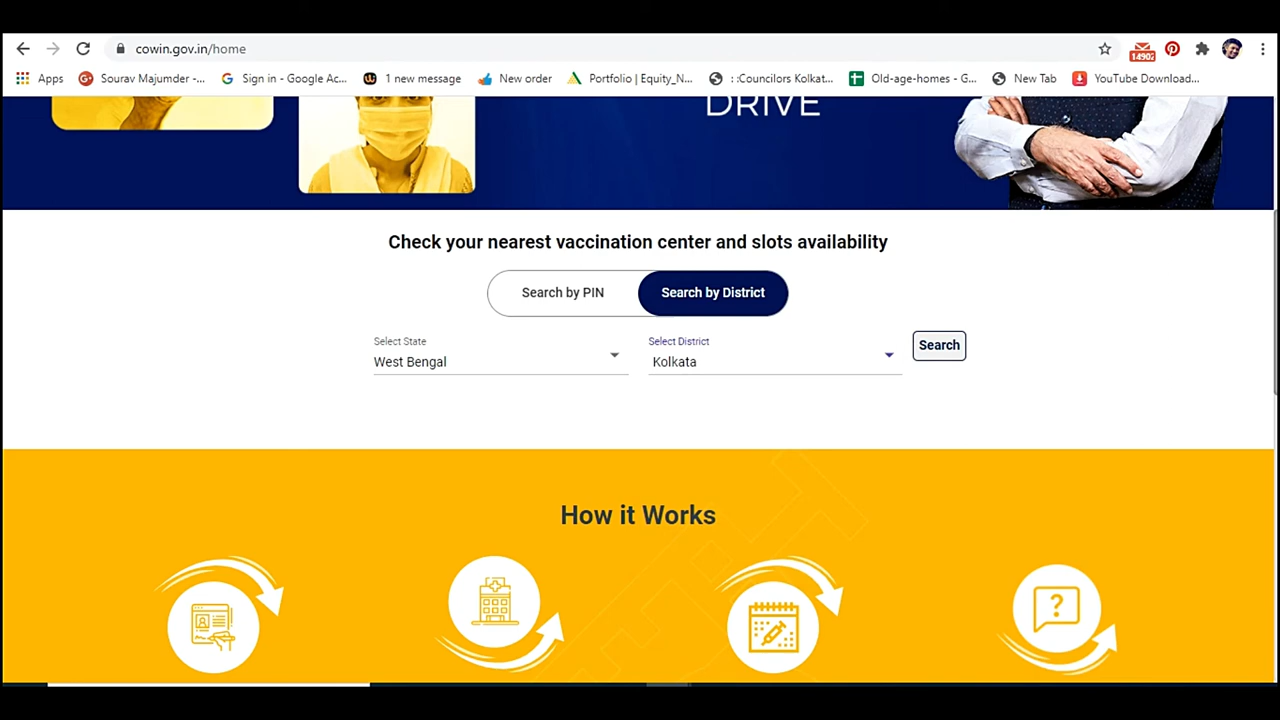 cowin.gov.in/home
14902
Apps
Sourav Majumder -...
Sign in - Google Ac...
1 new message
New order
Portfolio | Equity_N...
: :Councilors Kolkat...
Old-age-homes - G...
New Tab
YouTube Download...
DRIVE
Check your nearest vaccination center and slots availability
Search by PIN
Search by District
Select State
Select District
West Bengal
Kolkata
Search
How it Works
?